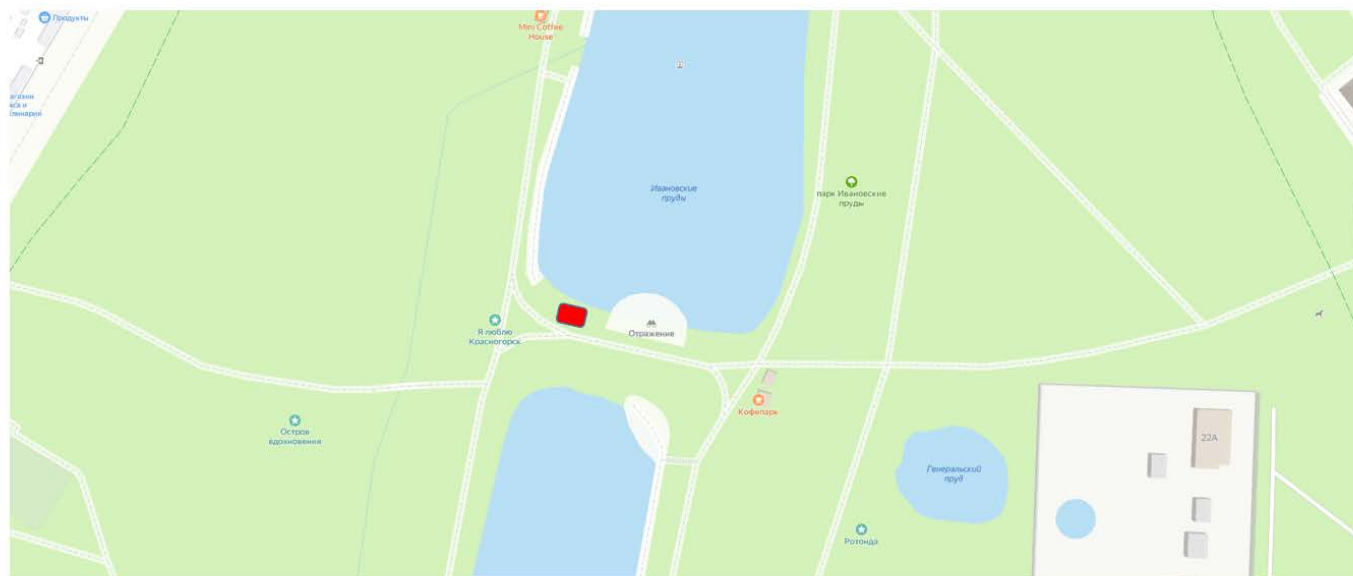 Продукты
Mini Coffee
House
Ивановские
пруды
парк Ивановские
пруды
Я люблю
Красногорск
Отражение
Кофепарк
Остров
вдохновения
22А
Генеральский
пруд
Ротонда